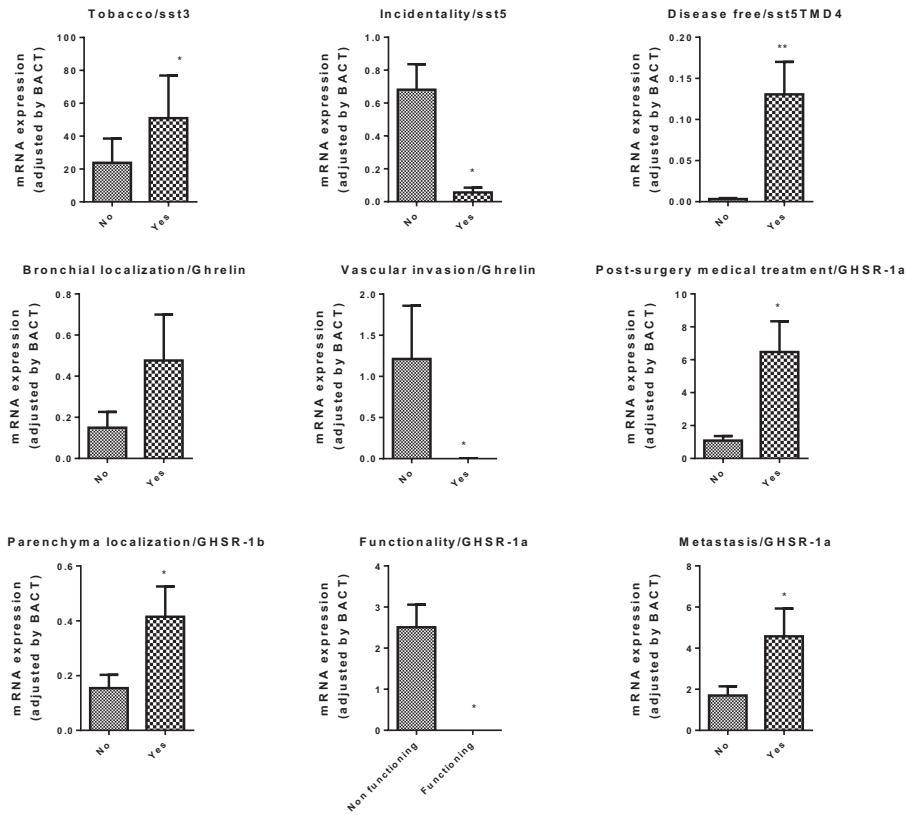 Tobacco/sst3
mRNA expression
(adjusted by BACT)
100
80
60
40
20
0
*
No
Yes
Incidentality/sst5
mRNA expression
(adjusted by BACT)
1.0
0.8
0.6
0.4
0.2
0.0
*
No
Yes
Disease free/sst5TMD4
mRNA expression
(adjusted by BACT)
0.20
0.15
0.10
0.05
0.00
**
No
Yes
Bronchial localization/Ghrelin
mRNA expression
(adjusted by BACT)
0.8
0.6
0.4
0.2
0.0
No
Yes
Vascular invasion/Ghrelin
mRNA expression
(adjusted by BACT)
2.0
1.5
1.0
0.5
0.0
*
No
Yes
Post-surgery medical treatment/GHSR-1a
mRNA expression
(adjusted by BACT)
10
8
6
4
2
0
*
No
Yes
Parenchyma localization/GHSR-1b
mRNA expression
(adjusted by BACT)
0.6
0.4
0.2
0.0
*
No
Yes
Functionality/GHSR-1a
mRNA expression
(adjusted by BACT)
4
3
2
1
0
*
Non functioning
Functioning
Metastasis/GHSR-1a
mRNA expression
(adjusted by BACT)
8
6
4
2
0
*
No
Yes